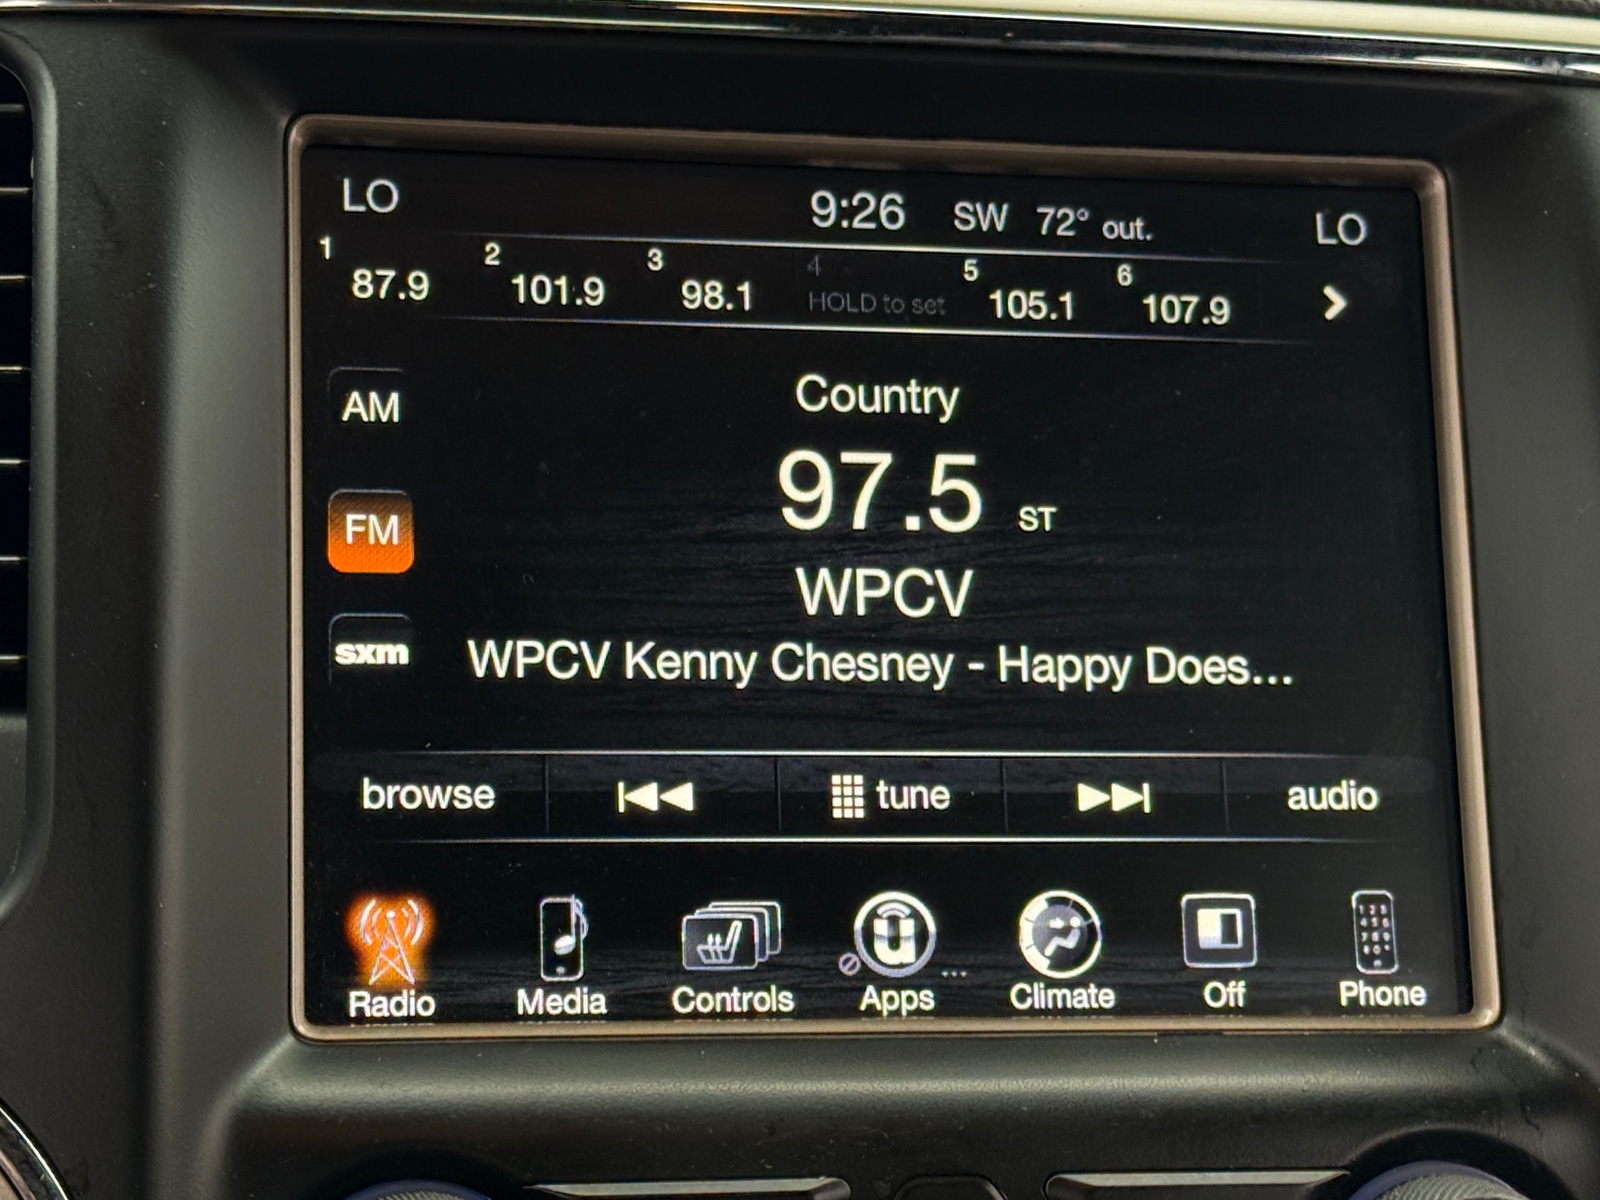 LO 9:26 SW 72° out. LO
1 87.9 2 101.9 3 98.1 4 HOLD to set 5 105.1 6 107.9
AM
Country
97.5 ST
FM
WPCV
sxm
WPCV Kenny Chesney - Happy Does...
browse tune audio
Radio Media Controls Apps ... Climate Off Phone